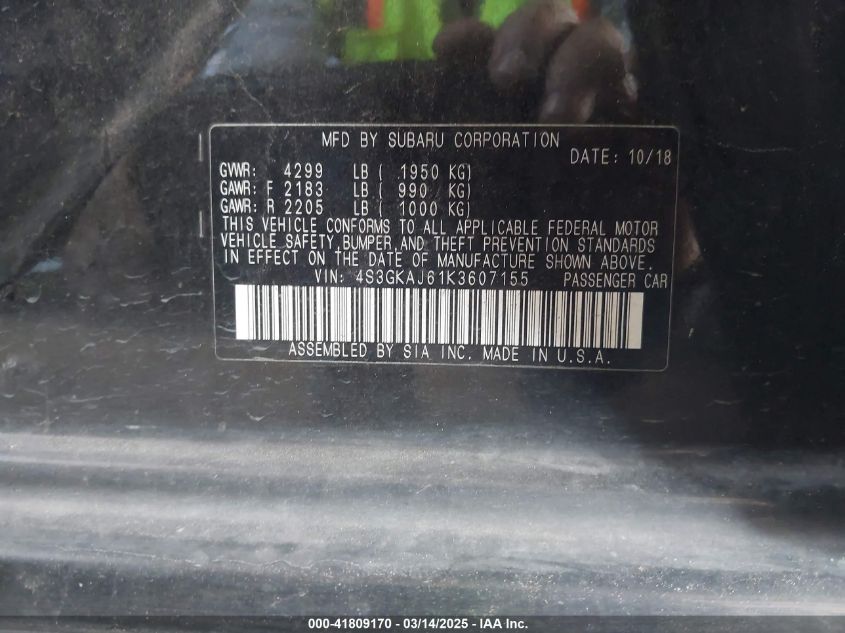 MFD BY SUBARU CORPORATION
DATE: 10/18
GVWR: 4299 LB ( 1950 KG)
GAWR: F 2183 LB ( 990 KG)
GAWR: R 2205 LB ( 1000 KG)
THIS VEHICLE CONFORMS TO ALL APPLICABLE FEDERAL MOTOR
VEHICLE SAFETY,BUMPER,AND THEFT PREVENTION STANDARDS
IN EFFECT ON THE DATE OF MANUFACTURE SHOWN ABOVE.
VIN: 4S3GKAJ61K3607155 PASSENGER CAR
ASSEMBLED BY SIA INC. MADE IN U.S.A.
000-41809170 - 03/14/2025 - IAA Inc.